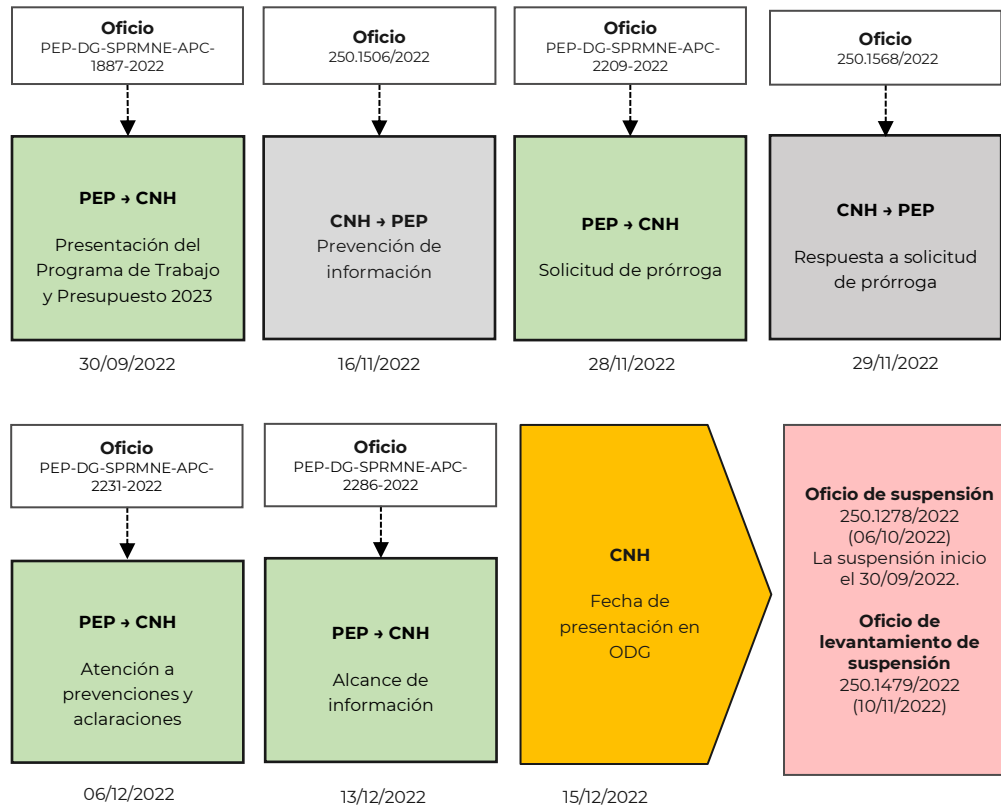 Oficio
PEP-DG-SPRMNE-APC-
1887-2022
Oficio
250.1506/2022
Oficio
PEP-DG-SPRMNE-APC-
2209-2022
Oficio
250.1568/2022
PEP → CNH
Presentación del
Programa de Trabajo
y Presupuesto 2023
CNH → PEP
Prevención de
información
PEP → CNH
Solicitud de prórroga
CNH → PEP
Respuesta a solicitud
de prórroga
30/09/2022
16/11/2022
28/11/2022
29/11/2022
Oficio
PEP-DG-SPRMNE-APC-
2231-2022
Oficio
PEP-DG-SPRMNE-APC-
2286-2022
PEP → CNH
Atención a
prevenciones y
aclaraciones
PEP → CNH
Alcance de
información
CNH
Fecha de
presentación en
ODG
Oficio de suspensión
250.1278/2022
(06/10/2022)
La suspensión inicio
el 30/09/2022.
Oficio de
levantamiento de
suspensión
250.1479/2022
(10/11/2022)
06/12/2022
13/12/2022
15/12/2022